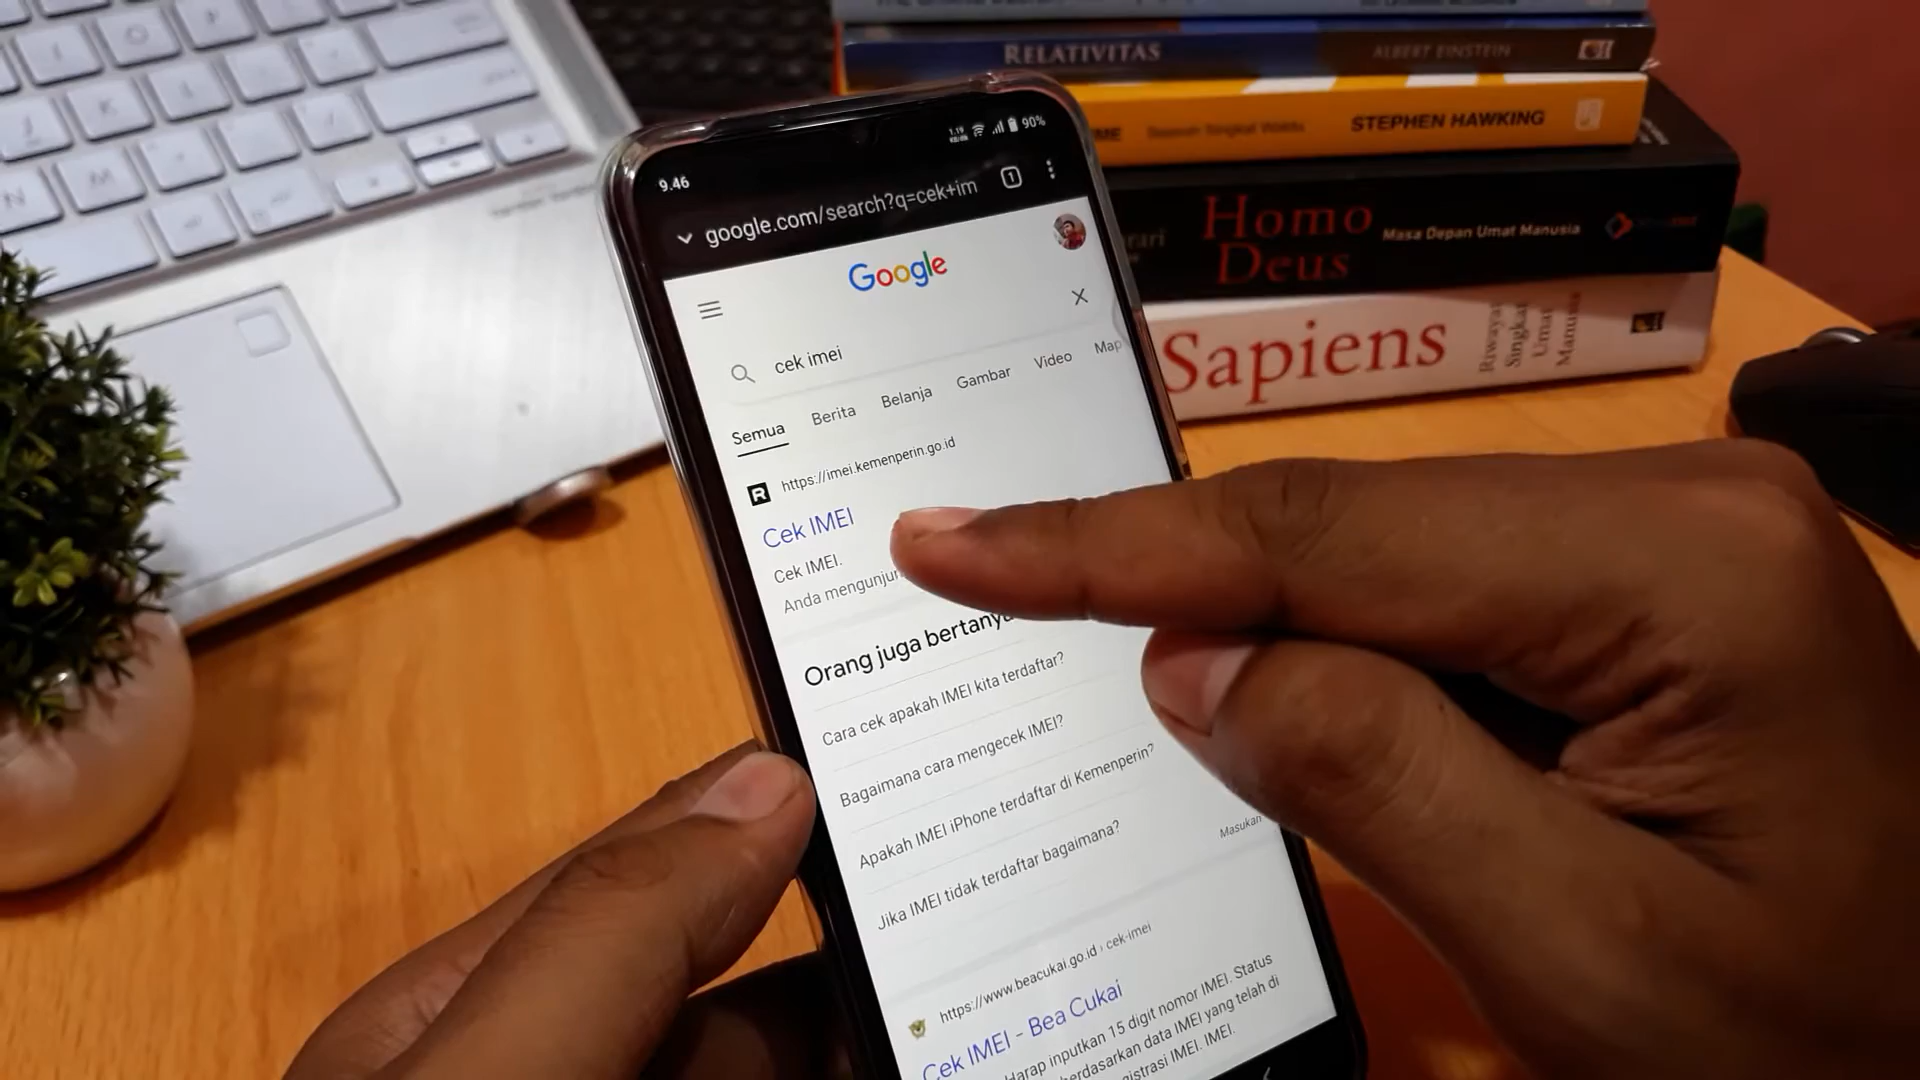 RELATIVITAS ALBERT EINSTEIN
STEPHEN HAWKING
Homo Deus Masa Depan Umat Manusia
Sapiens Riwayat Singkat Umat Manusia
9.46 90%
google.com/search?q=cek+im 1
Google
cek imei
Semua Berita Belanja Gambar Video Map
R https://imei.kemenperin.go.id
Cek IMEI
Cek IMEI.
Anda mengunjun
Orang juga bertanya
Cara cek apakah IMEI kita terdaftar?
Bagaimana cara mengecek IMEI?
Apakah IMEI iPhone terdaftar di Kemenperin?
Jika IMEI tidak terdaftar bagaimana?
Masukan
https://www.beacukai.go.id › cek-imei
Cek IMEI - Bea Cukai
Harap inputkan 15 digit nomor IMEI. Status
berdasarkan data IMEI yang telah di
gistrasi IMEI. IMEI.
O P
K L
N M